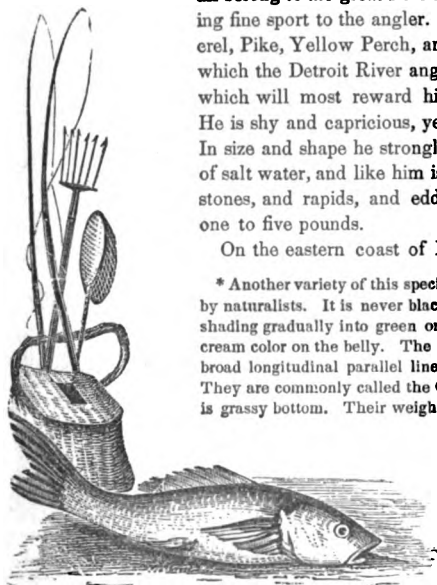 ing fine sport to the angler.
erel, Pike, Yellow Perch, an
which the Detroit River ang
which will most reward hi
He is shy and capricious, ye
In size and shape he strongl
of salt water, and like him is
stones, and rapids, and edd
one to five pounds.
On the eastern coast of
* Another variety of this speci
by naturalists. It is never blac
shading gradually into green or
cream color on the belly. The
broad longitudinal parallel line
They are commonly called the
is grassy bottom. Their weigh